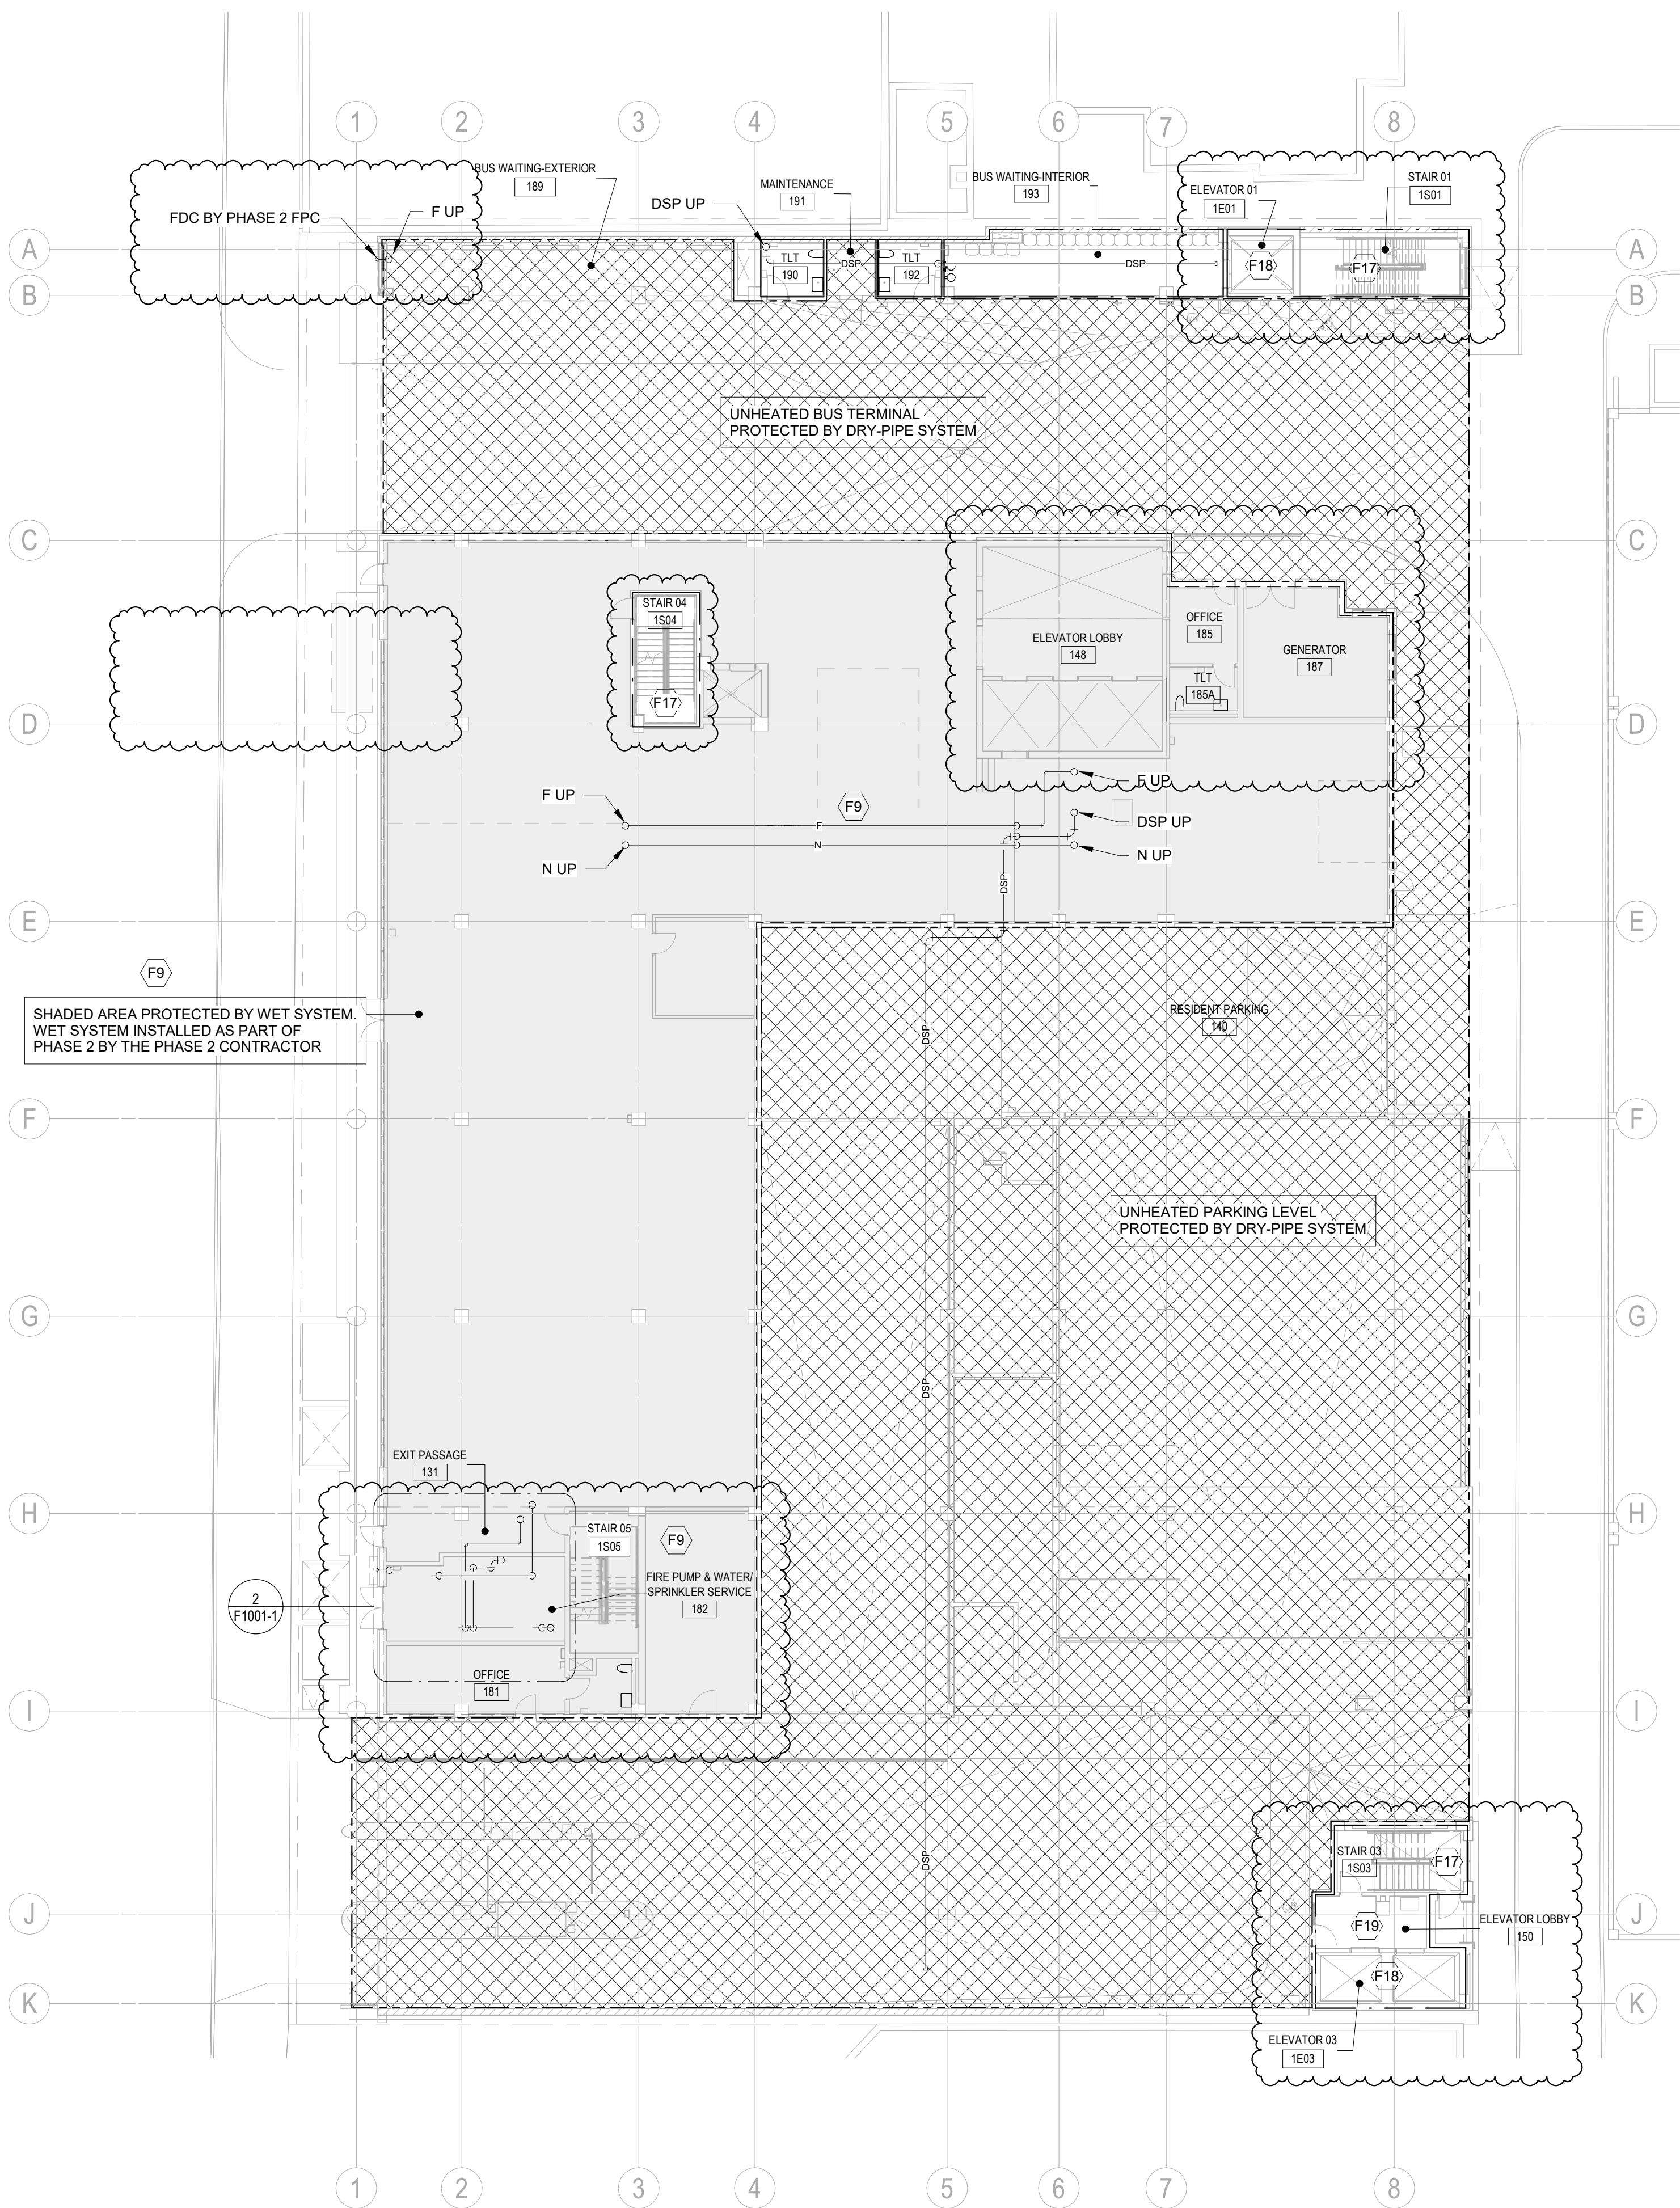 1 2 3 4 5 6 7 8
BUS WAITING-EXTERIOR
189
MAINTENANCE
191
BUS WAITING-INTERIOR
193
ELEVATOR 01
1E01
STAIR 01
1S01
FDC BY PHASE 2 FPC
F UP
DSP UP
A
TLT
190
DSP
TLT
192
DSP
F18
F17
A
B
B
UNHEATED BUS TERMINAL
PROTECTED BY DRY-PIPE SYSTEM
C
C
STAIR 04
1S04
F17
ELEVATOR LOBBY
148
OFFICE
185
GENERATOR
187
TLT
185A
D
D
F UP
F UP
F9
F
DSP UP
N
N UP
N UP
DSP
E
E
F9
SHADED AREA PROTECTED BY WET SYSTEM.
WET SYSTEM INSTALLED AS PART OF
PHASE 2 BY THE PHASE 2 CONTRACTOR
RESIDENT PARKING
140
DSP
F
F
UNHEATED PARKING LEVEL
PROTECTED BY DRY-PIPE SYSTEM
G
G
DSP
EXIT PASSAGE
131
H
H
STAIR 05
1S05
F9
FIRE PUMP & WATER/
SPRINKLER SERVICE
182
2
F1001-1
OFFICE
181
I
I
DSP
STAIR 03
1S03
F17
J
J
F19
ELEVATOR LOBBY
150
F18
K
K
ELEVATOR 03
1E03
1 2 3 4 5 6 7 8